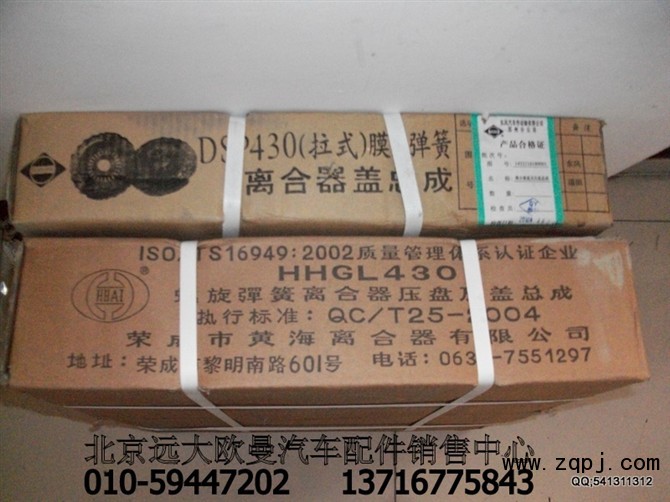 DSP430(拉式)膜 弹簧
离合器盖总成
产品合格证
备注
ISO/TS16949:2002质量管理体系认证企业
HHGL430
HHAI
®
螺旋弹簧离合器压盘及盖总成
执行标准: QC/T25-2004
荣成市黄海离合器有限公司
地址: 荣成市黎明南路601号 电话: 0631-7551297
北京远大欧曼汽车配件销售中心
010-59447202 13716775843
www.zqpj.com
QQ:541311312